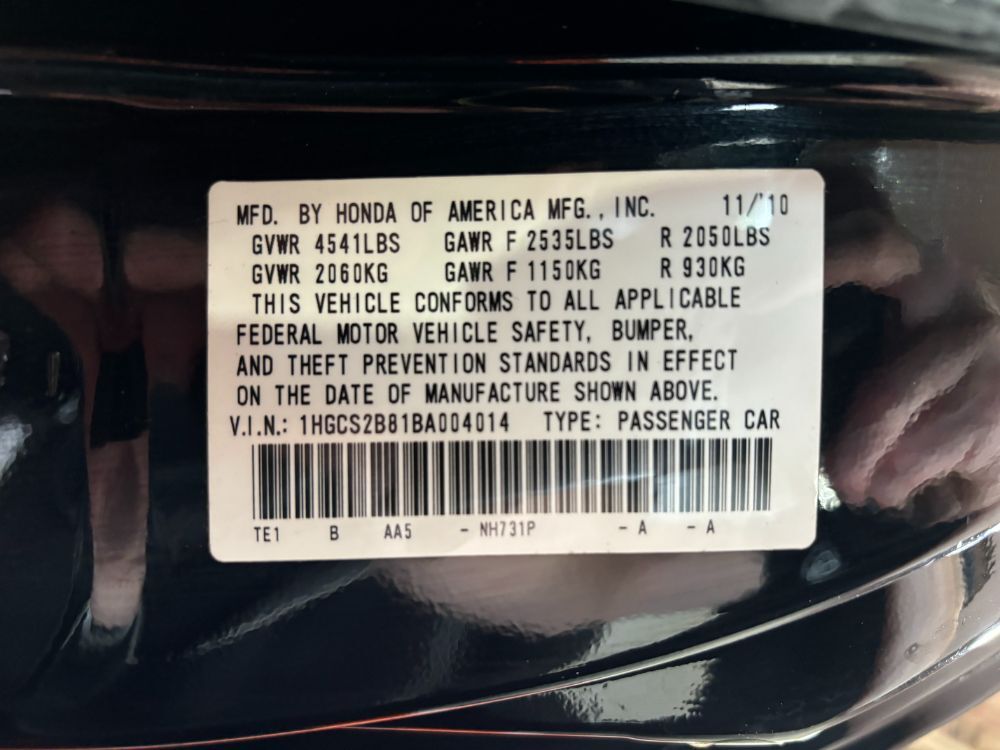 MFD. BY HONDA OF AMERICA MFG., INC. 11/'10
GVWR 4541LBS GAWR F 2535LBS R 2050LBS
GVWR 2060KG GAWR F 1150KG R 930KG
THIS VEHICLE CONFORMS TO ALL APPLICABLE
FEDERAL MOTOR VEHICLE SAFETY, BUMPER,
AND THEFT PREVENTION STANDARDS IN EFFECT
ON THE DATE OF MANUFACTURE SHOWN ABOVE.
V.I.N.: 1HGCS2B81BA004014 TYPE: PASSENGER CAR
TE1 B AA5 - NH731P - A - A